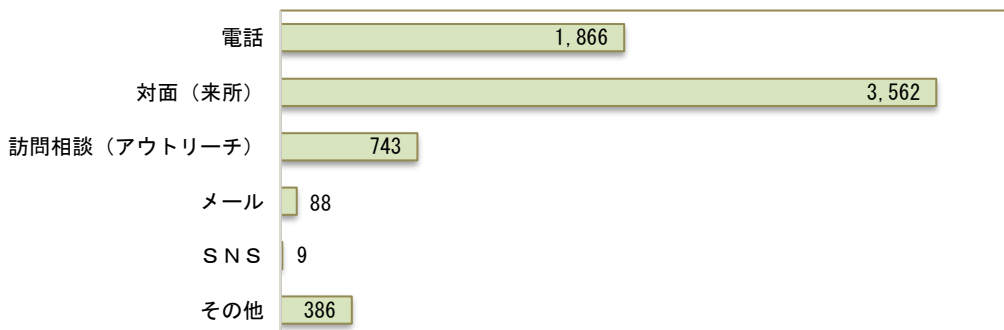 電話 1,866
対面（来所） 3,562
訪問相談（アウトリーチ） 743
メール 88
ＳＮＳ 9
その他 386